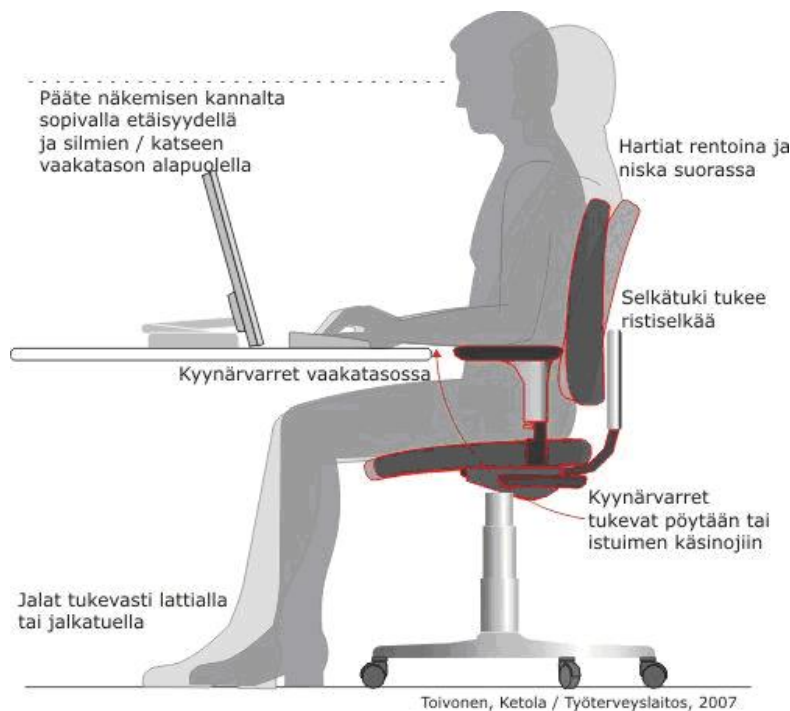 Pääte näkemisen kannalta
sopivalla etäisyydellä
ja silmien / katseen
vaakatason alapuolella
Hartiat rentoina ja
niska suorassa
Selkätuki tukee
ristiselkää
Kyynärvarret vaakatasossa
Kyynärvarret
tukevat pöytään tai
istuimen käsinojiin
Jalat tukevasti lattialla
tai jalkatuella
Toivonen, Ketola / Työterveyslaitos, 2007